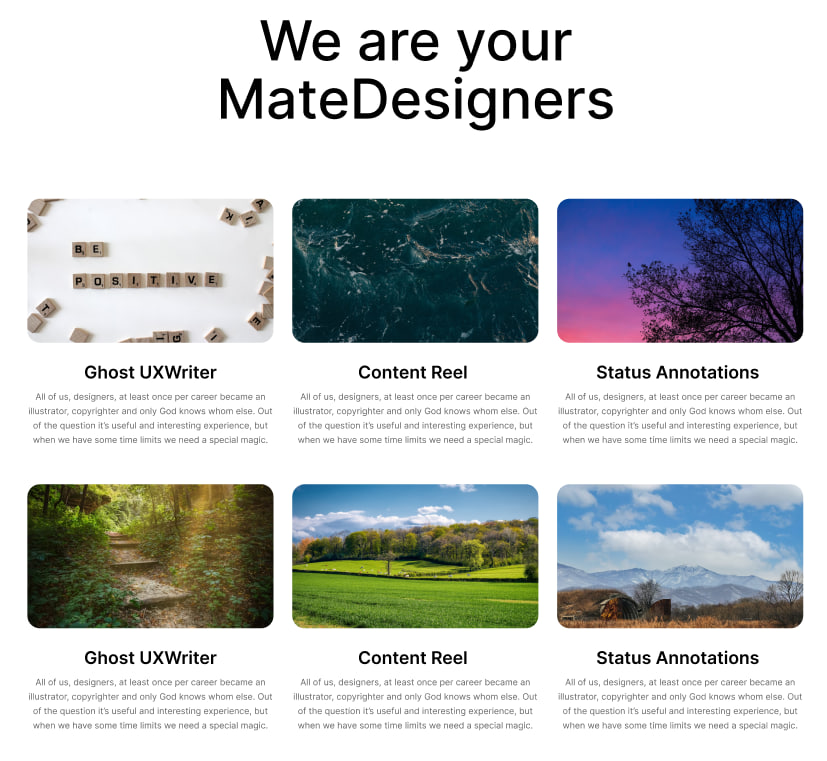 We are your
MateDesigners
BE
POSITIVE
Ghost UXWriter
All of us, designers, at least once per career became an
illustrator, copyrighter and only God knows whom else. Out
of the question it's useful and interesting experience, but
when we have some time limits we need a special magic.
Content Reel
All of us, designers, at least once per career became an
illustrator, copyrighter and only God knows whom else. Out
of the question it's useful and interesting experience, but
when we have some time limits we need a special magic.
Status Annotations
All of us, designers, at least once per career became an
illustrator, copyrighter and only God knows whom else. Out
of the question it's useful and interesting experience, but
when we have some time limits we need a special magic.
Ghost UXWriter
All of us, designers, at least once per career became an
illustrator, copyrighter and only God knows whom else. Out
of the question it's useful and interesting experience, but
when we have some time limits we need a special magic.
Content Reel
All of us, designers, at least once per career became an
illustrator, copyrighter and only God knows whom else. Out
of the question it's useful and interesting experience, but
when we have some time limits we need a special magic.
Status Annotations
All of us, designers, at least once per career became an
illustrator, copyrighter and only God knows whom else. Out
of the question it's useful and interesting experience, but
when we have some time limits we need a special magic.